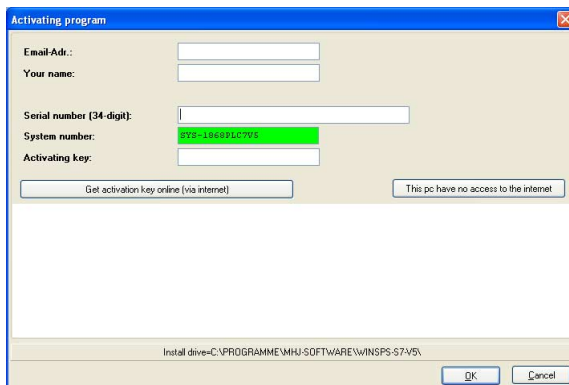 Activating program
Email-Adr.:
Your name:
Serial number (34-digit):
System number: SYS-1868PLC7V5
Activating key:
Get activation key online (via internet) This pc have no access to the internet
Install drive=C:\PROGRAMME\MHJ-SOFTWARE\WINSPS-S7-V5\
OK Cancel